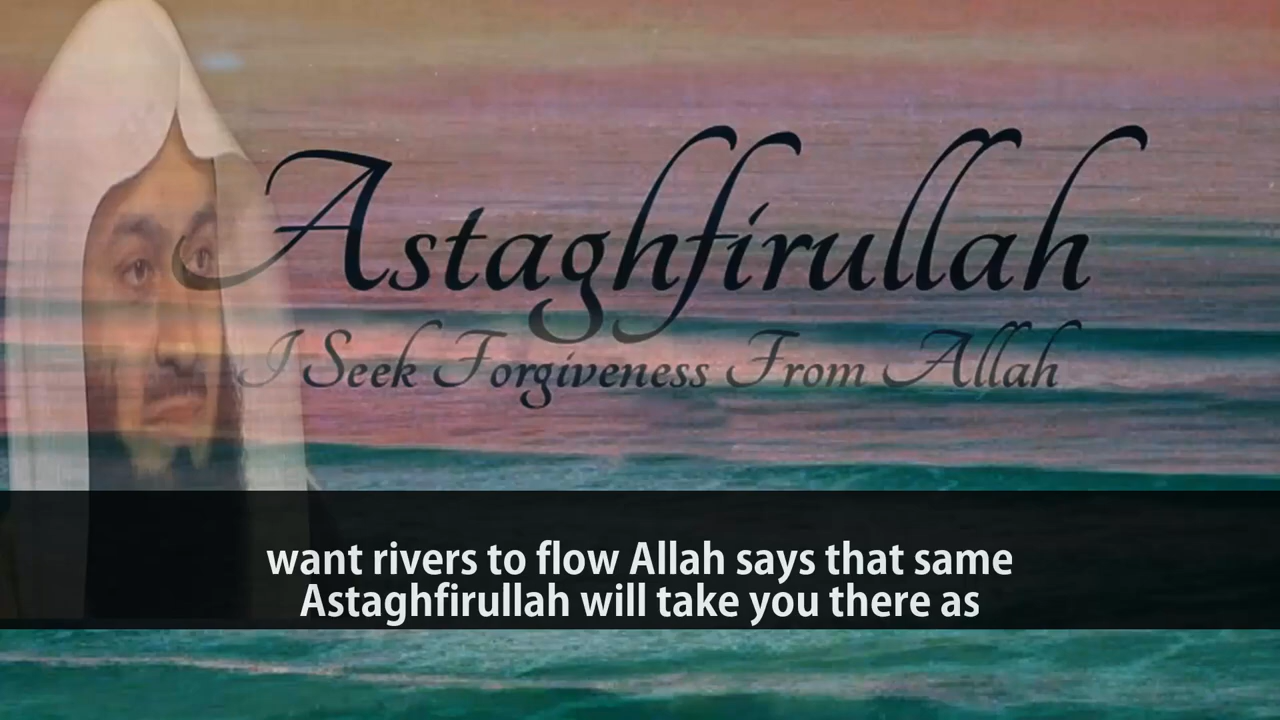 Astaghfirullah
I Seek Forgiveness From Allah
want rivers to flow Allah says that same
Astaghfirullah will take you there as